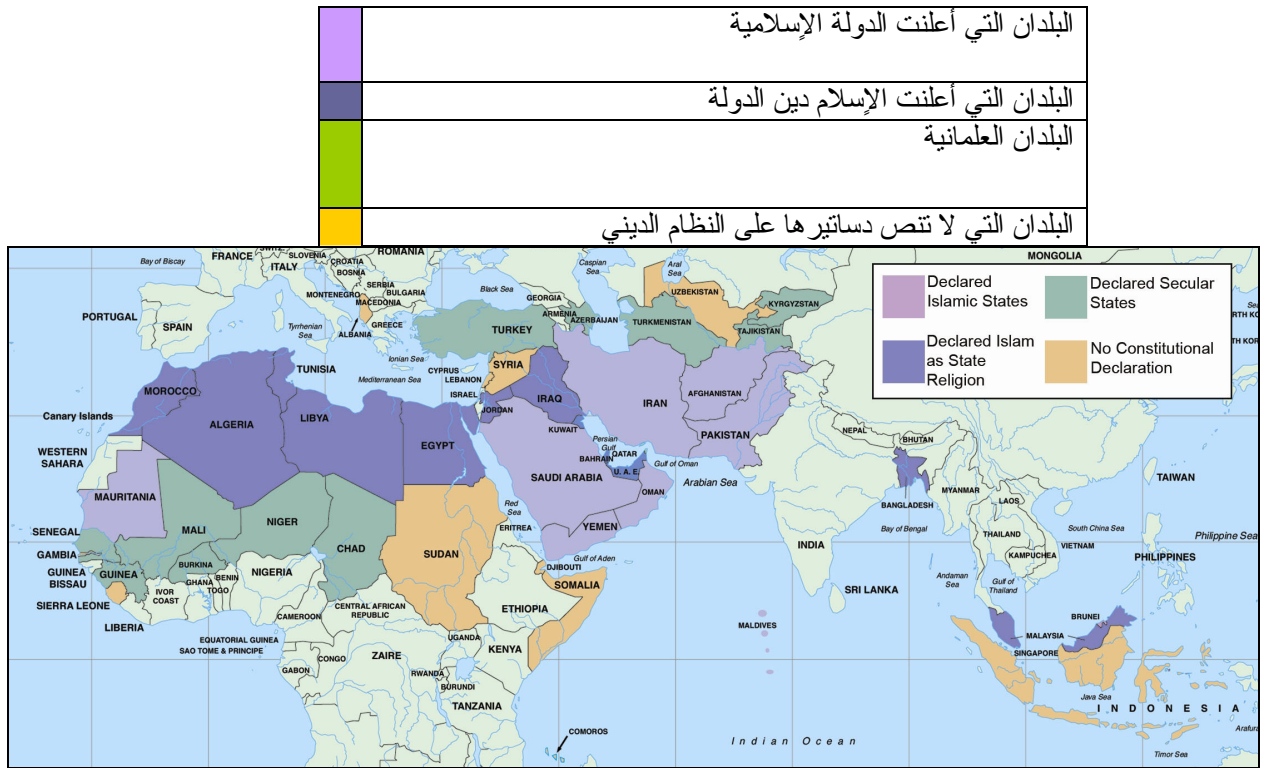 البلدان التي أعلنت الدولة الإسلامية
البلدان التي أعلنت الإسلام دين الدولة
البلدان العلمانية
البلدان التي لا تنص دساتيرها على النظام الديني
Declared
Islamic States
Declared Secular
States
Declared Islam
as State
Religion
No Constitutional
Declaration
Bay of Biscay
FRANCE
SLOVENIA
ROMANIA
ITALY
CROATIA
BOSNIA
SERBIA
BULGARIA
MONTENEGRO
MACEDONIA
Black Sea
Caspian
Sea
Aral
Sea
MONGOLIA
PORTUGAL
SPAIN
Tyrrhenian
Sea
ALBANIA
GREECE
GEORGIA
ARMENIA
AZERBAIJAN
UZBEKISTAN
KYRGYZSTAN
TURKMENISTAN
TAJIKISTAN
TURKEY
Ionian Sea
TUNISIA
Mediterranean Sea
CYPRUS
LEBANON
ISRAEL
SYRIA
JORDAN
IRAQ
IRAN
AFGHANISTAN
PAKISTAN
MOROCCO
Canary Islands
ALGERIA
LIBYA
EGYPT
KUWAIT
Persian
Gulf
BAHRAIN
QATAR
U. A. E.
Gulf of Oman
NEPAL
BHUTAN
WESTERN
SAHARA
MAURITANIA
SAUDI ARABIA
OMAN
YEMEN
Arabian Sea
BANGLADESH
MYANMAR
LAOS
TAIWAN
Red
Sea
ERITREA
Gulf of Aden
DJIBOUTI
SOMALIA
SENEGAL
GAMBIA
GUINEA
BISSAU
GUINEA
SIERRA LEONE
LIBERIA
MALI
BURKINA
NIGER
CHAD
SUDAN
IVOR
COAST
GHANA
TOGO
BENIN
NIGERIA
CAMEROON
CENTRAL AFRICAN
REPUBLIC
ETHIOPIA
INDIA
Bay of Bengal
THAILAND
KAMPUCHEA
VIETNAM
South China Sea
Philippine Sea
PHILIPPINES
Andaman
Sea
Gulf of
Thailand
SRI LANKA
MALDIVES
EQUATORIAL GUINEA
SAO TOME & PRINCIPE
GABON
CONGO
ZAIRE
UGANDA
KENYA
RWANDA
BURUNDI
TANZANIA
BRUNEI
MALAYSIA
SINGAPORE
Java Sea
INDONESIA
COMOROS
Indian Ocean
Timor Sea